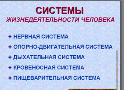 СИСТЕМЫ
ЖИЗНЕДЕЯТЕЛЬНОСТИ ЧЕЛОВЕКА
НЕРВНАЯ СИСТЕМА
ОПОРНО-ДВИГАТЕЛЬНАЯ СИСТЕМА
ДЫХАТЕЛЬНАЯ СИСТЕМА
КРОВЕНОСНАЯ СИСТЕМА
ПИЩЕВАРИТЕЛЬНАЯ СИСТЕМА